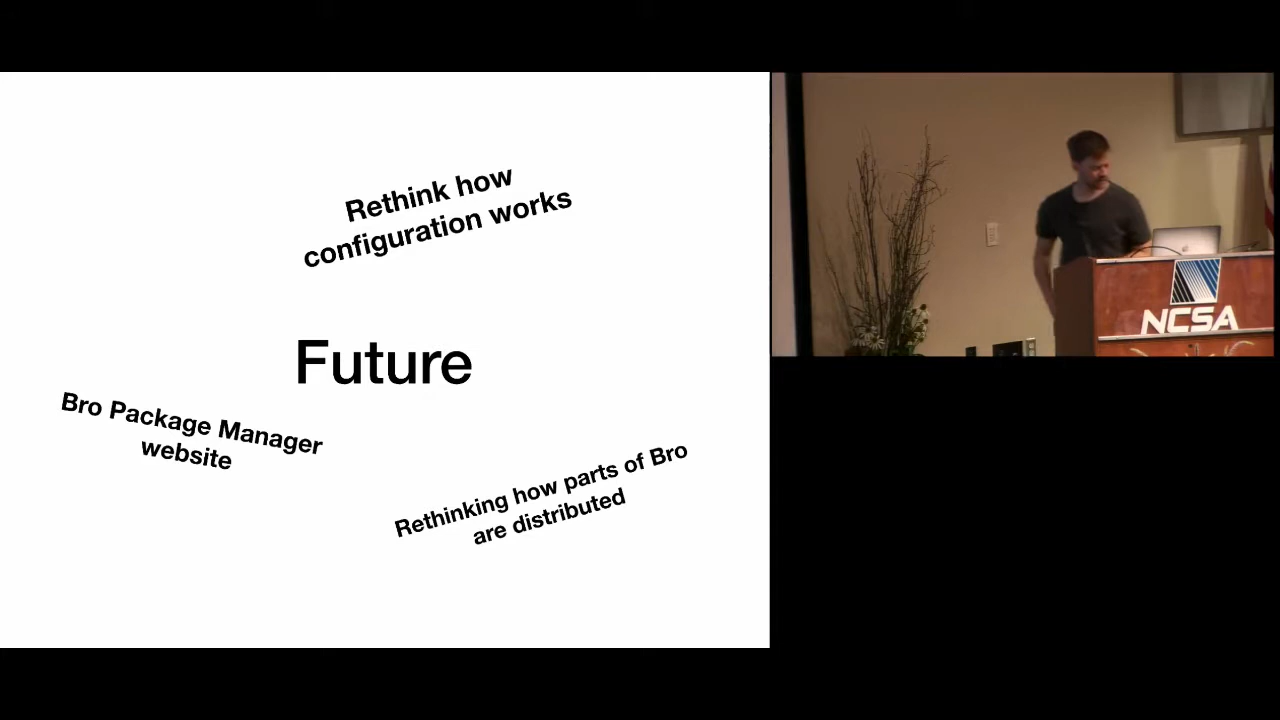 Rethink how
configuration works
Future
Bro Package Manager
website
Rethinking how parts of Bro
are distributed
NCSA